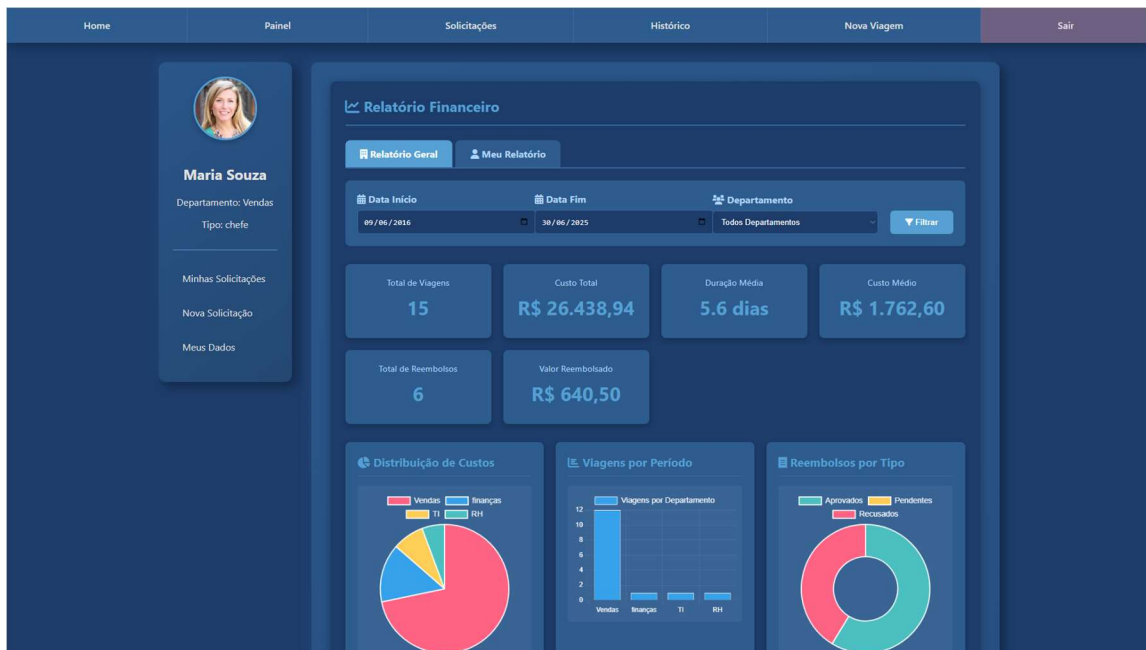 Home Painel Solicitações Histórico Nova Viagem Sair
Maria Souza
Departamento: Vendas
Tipo: chefe
Minhas Solicitações
Nova Solicitação
Meus Dados
Relatório Financeiro
Relatório Geral Meu Relatório
Data Início Data Fim Departamento
09/06/2016 30/06/2025 Todos Departamentos Filtrar
Total de Viagens Custo Total Duração Média Custo Médio
15 R$ 26.438,94 5.6 dias R$ 1.762,60
Total de Reembolsos Valor Reembolsado
6 R$ 640,50
Distribuição de Custos
Vendas finanças
TI RH
Viagens por Período
Viagens por Departamento
12
10
8
6
4
2
0
Vendas finanças TI RH
Reembolsos por Tipo
Aprovados Pendentes
Recusados